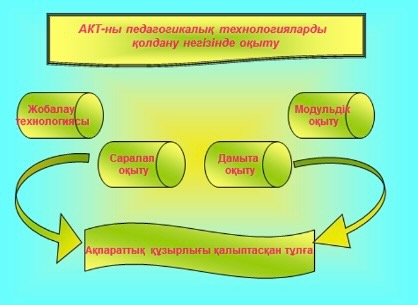 АКТ-ны педагогикалық технологияларды
қолдану негізінде оқыту
Жобалау
технологиясы
Модульдік
оқыту
Саралап
оқыту
Дамыта
оқыту
Ақпараттық құзырлығы қалыптасқан тұлға